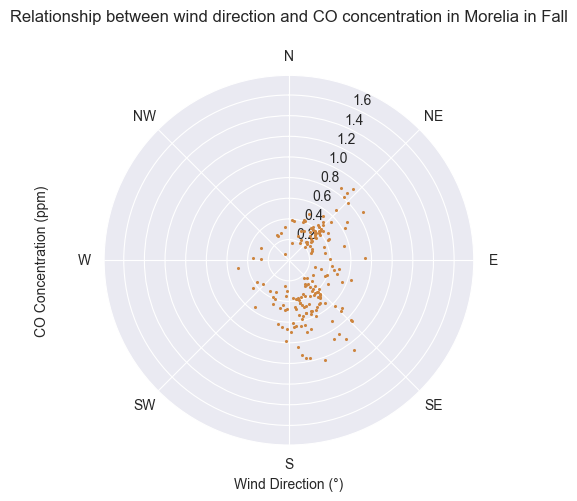 Relationship between wind direction and CO concentration in Morelia in Fall
N
NW
NE
1.6
1.4
1.2
1.0
0.8
0.6
0.4
0.2
W
E
CO Concentration (ppm)
SW
SE
S
Wind Direction (°)